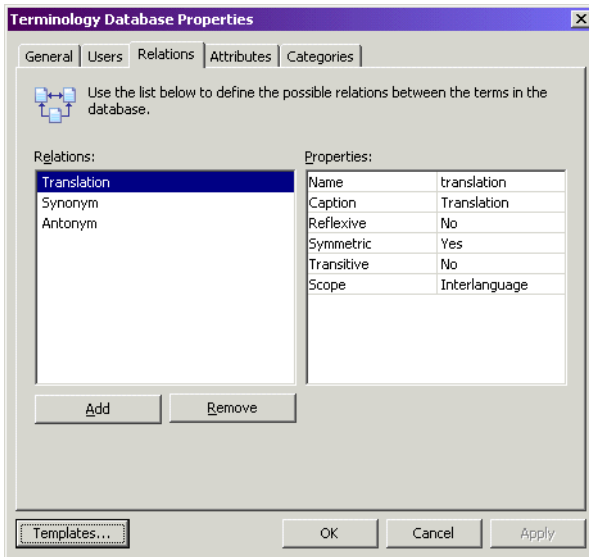 Terminology Database Properties
General Users Relations Attributes Categories
Use the list below to define the possible relations between the terms in the
database.
Relations: Properties:
Translation Name translation
Synonym Caption Translation
Antonym Reflexive No
Symmetric Yes
Transitive No
Scope Interlanguage
Add Remove
Templates... OK Cancel Apply